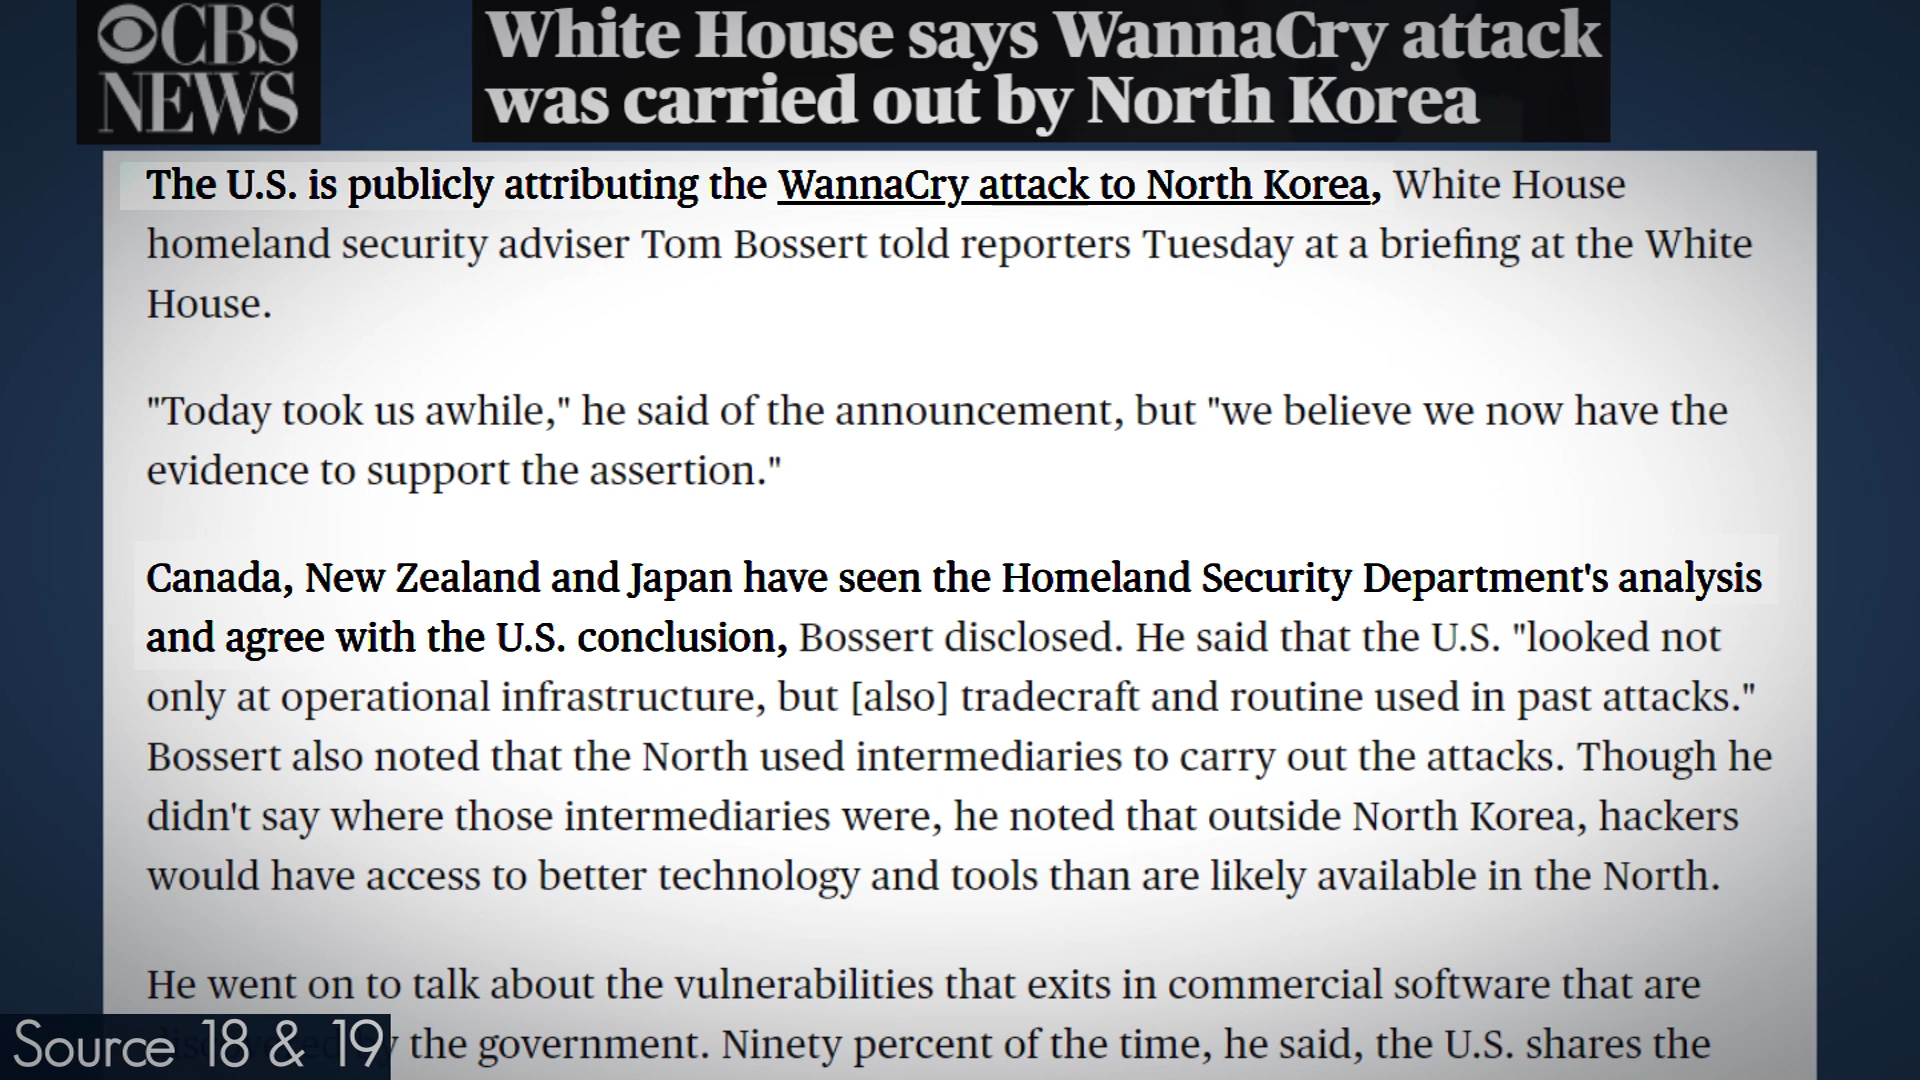 CBS
NEWS
White House says WannaCry attack
was carried out by North Korea
The U.S. is publicly attributing the WannaCry attack to North Korea, White House
homeland security adviser Tom Bossert told reporters Tuesday at a briefing at the White
House.
"Today took us awhile," he said of the announcement, but "we believe we now have the
evidence to support the assertion."
Canada, New Zealand and Japan have seen the Homeland Security Department's analysis
and agree with the U.S. conclusion, Bossert disclosed. He said that the U.S. "looked not
only at operational infrastructure, but [also] tradecraft and routine used in past attacks."
Bossert also noted that the North used intermediaries to carry out the attacks. Though he
didn't say where those intermediaries were, he noted that outside North Korea, hackers
would have access to better technology and tools than are likely available in the North.
He went on to talk about the vulnerabilities that exits in commercial software that are
the government. Ninety percent of the time, he said, the U.S. shares the
Source 18 & 19